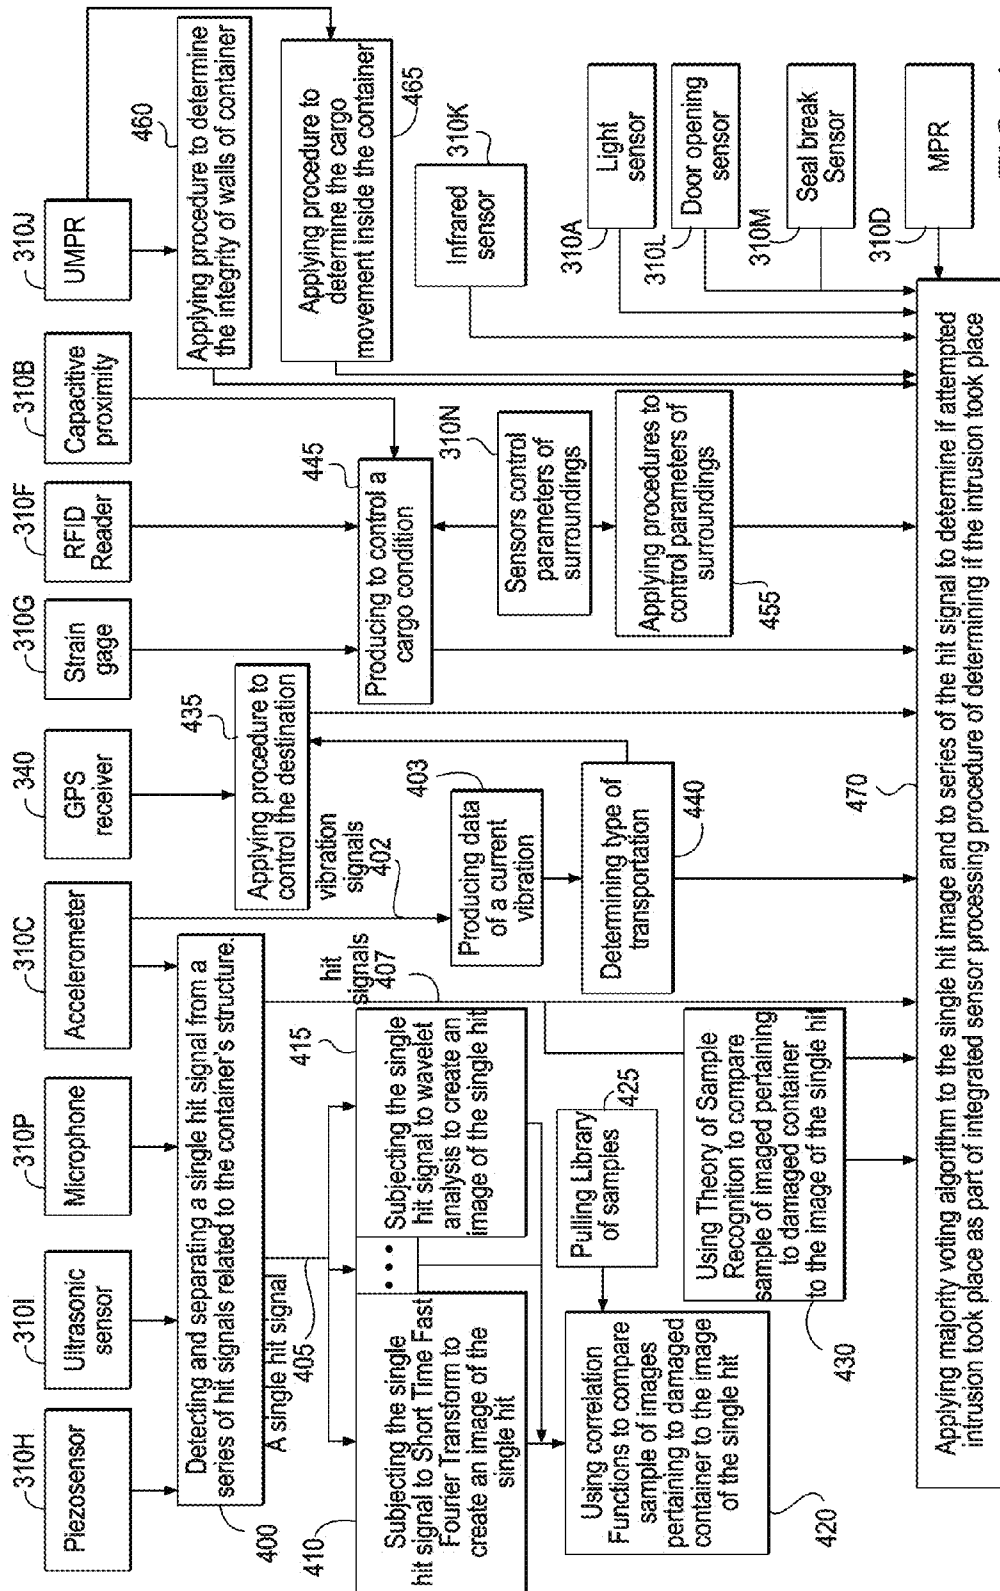 310H
Piezosensor
310I
Ultrasonic
sensor
310P
Microphone
310C
Accelerometer
340
GPS
receiver
310G
Strain
gage
310F
RFID
Reader
310B
Capacitive
proximity
310J
UMPR
400
Detecting and separating a single hit signal from a
series of hit signals related to the container's structure.
A single hit signal
405
435
Applying procedure to
control the destination
vibration
signals
402
445
Producing to control a
cargo condition
460
Applying procedure to determine
the integrity of walls of container
Applying procedure to
determine the cargo
movement inside the container
465
410
Subjecting the single
hit signal to Short Time Fast
Fourier Transform to
create an image of the
single hit
•••
415
Subjecting the single
hit signal to wavelet
analysis to create an
image of the single hit
hit
signals
407
403
Producing data
of a current
vibration
310N
Sensors control
parameters of
surroundings
310K
Infrared
sensor
425
Pulling Library
of samples
Determining type of
transportation
440
Applying procedures to
control parameters of
surroundings
455
310A
Light
sensor
Using correlation
Functions to compare
sample of images
pertaining to damaged
container to the image
of the single hit
420
Using Theory of Sample
Recognition to compare
sample of imaged pertaining
to damaged container
to the image of the single hit
430
310L
Door opening
sensor
310M
Seal break
Sensor
310D
MPR
470
Applying majority voting algorithm to the single hit image and to series of the hit signal to determine if attempted
intrusion took place as part of integrated sensor processing procedure of determining if the intrusion took place